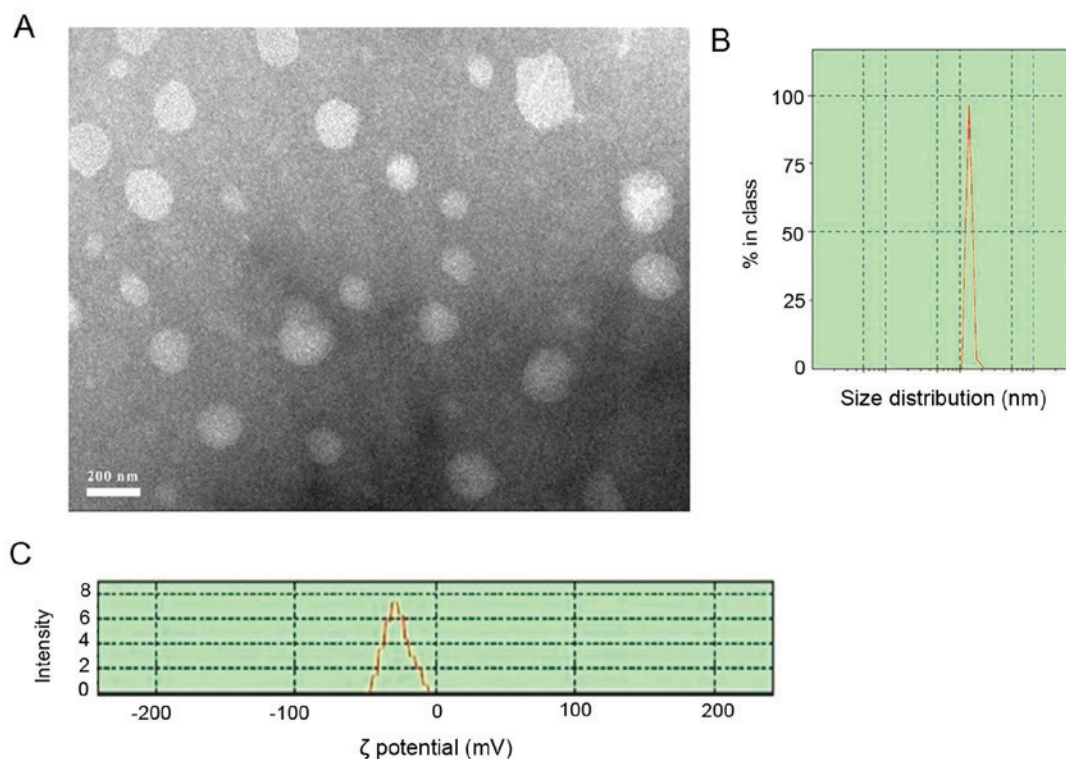 A
200 nm
B
% in class
100
75
50
25
0
Size distribution (nm)
C
Intensity
8
6
4
2
0
-200 -100 0 100 200
ζ potential (mV)